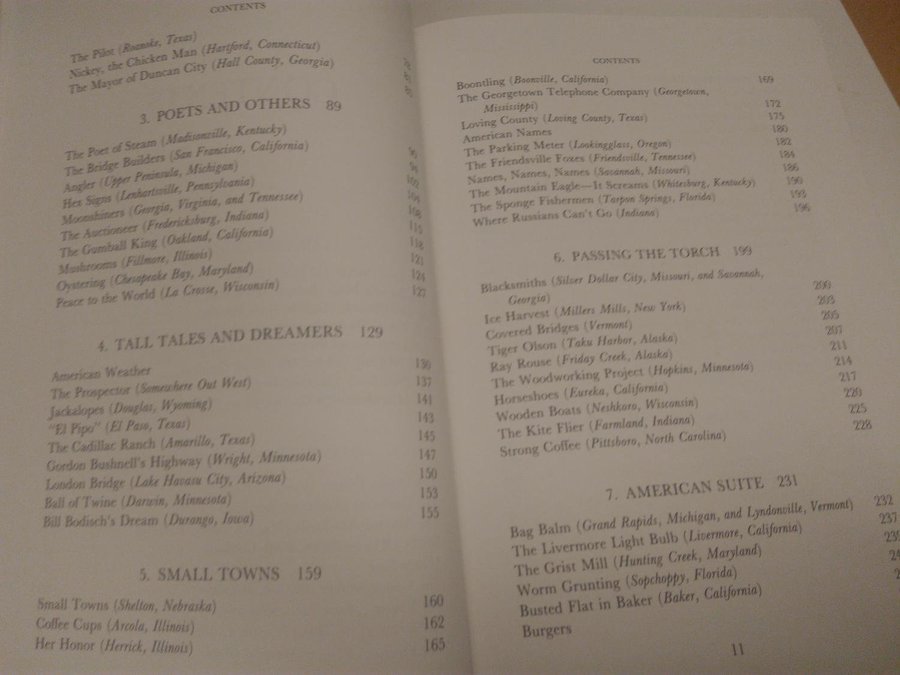 CONTENTS
The Pilot (Roanoke, Texas) 78
Nickey, the Chicken Man (Hartford, Connecticut) 81
The Mayor of Duncan City (Hall County, Georgia) 85
3. POETS AND OTHERS 89
The Poet of Steam (Madisonville, Kentucky) 90
The Bridge Builders (San Francisco, California)
Angler (Upper Peninsula, Michigan) 102
Hex Signs (Lenhartsville, Pennsylvania) 104
Moonshiners (Georgia, Virginia, and Tennessee) 108
The Auctioneer (Fredericksburg, Indiana) 115
The Gumball King (Oakland, California) 118
Mushrooms (Fillmore, Illinois) 121
Oystering (Chesapeake Bay, Maryland) 124
Peace to the World (La Crosse, Wisconsin) 127
4. TALL TALES AND DREAMERS 129
American Weather 130
The Prospector (Somewhere Out West) 137
Jackalopes (Douglas, Wyoming) 141
"El Pipo" (El Paso, Texas) 143
The Cadillac Ranch (Amarillo, Texas) 145
Gordon Bushnell's Highway (Wright, Minnesota) 147
London Bridge (Lake Havasu City, Arizona) 150
Ball of Twine (Darwin, Minnesota) 153
Bill Bodisch's Dream (Durango, Iowa) 155
5. SMALL TOWNS 159
Small Towns (Shelton, Nebraska) 160
Coffee Cups (Arcola, Illinois) 162
Her Honor (Herrick, Illinois) 165
CONTENTS
Boontling (Boonville, California) 169
The Georgetown Telephone Company (Georgetown,
Mississippi) 172
Loving County (Loving County, Texas) 175
American Names 180
The Parking Meter (Lookingglass, Oregon) 182
The Friendsville Foxes (Friendsville, Tennessee) 184
Names, Names, Names (Savannah, Missouri) 186
The Mountain Eagle—It Screams (Whitesburg, Kentucky) 190
The Sponge Fishermen (Tarpon Springs, Florida) 193
Where Russians Can't Go (Indiana) 196
6. PASSING THE TORCH 199
Blacksmiths (Silver Dollar City, Missouri, and Savannah,
Georgia) 200
Ice Harvest (Millers Mills, New York) 203
Covered Bridges (Vermont) 205
Tiger Olson (Taku Harbor, Alaska) 207
Ray Rouse (Friday Creek, Alaska) 211
The Woodworking Project (Hopkins, Minnesota) 214
Horseshoes (Eureka, California) 217
Wooden Boats (Neshkoro, Wisconsin) 220
The Kite Flier (Farmland, Indiana) 225
Strong Coffee (Pittsboro, North Carolina) 228
7. AMERICAN SUITE 231
Bag Balm (Grand Rapids, Michigan, and Lyndonville, Vermont) 232
The Livermore Light Bulb (Livermore, California) 237
The Grist Mill (Hunting Creek, Maryland)
Worm Grunting (Sopchoppy, Florida)
Busted Flat in Baker (Baker, California)
Burgers
11